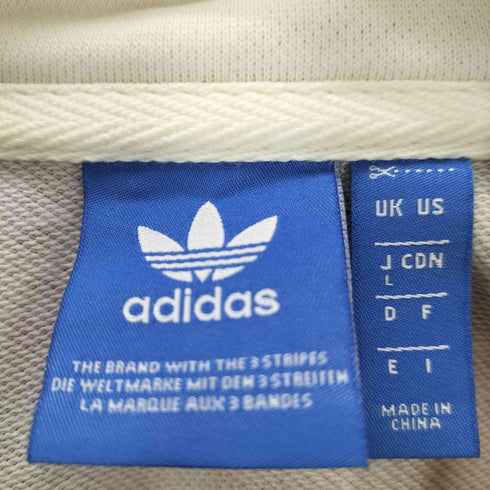 adidas
THE BRAND WITH THE 3 STRIPES
DIE WELTMARKE MIT DEN 3 STREIFEN
LA MARQUE AUX 3 BANDES
UK US
J CDN
L
D F
E I
MADE IN
CHINA